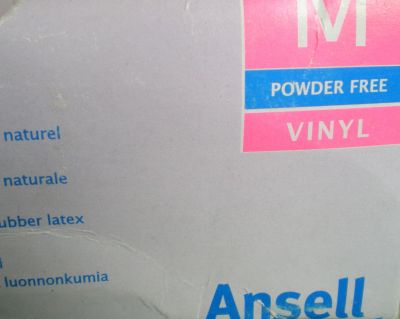 M
POWDER FREE
VINYL
naturel
naturale
ubber latex
i
luonnonkumia
Ansell